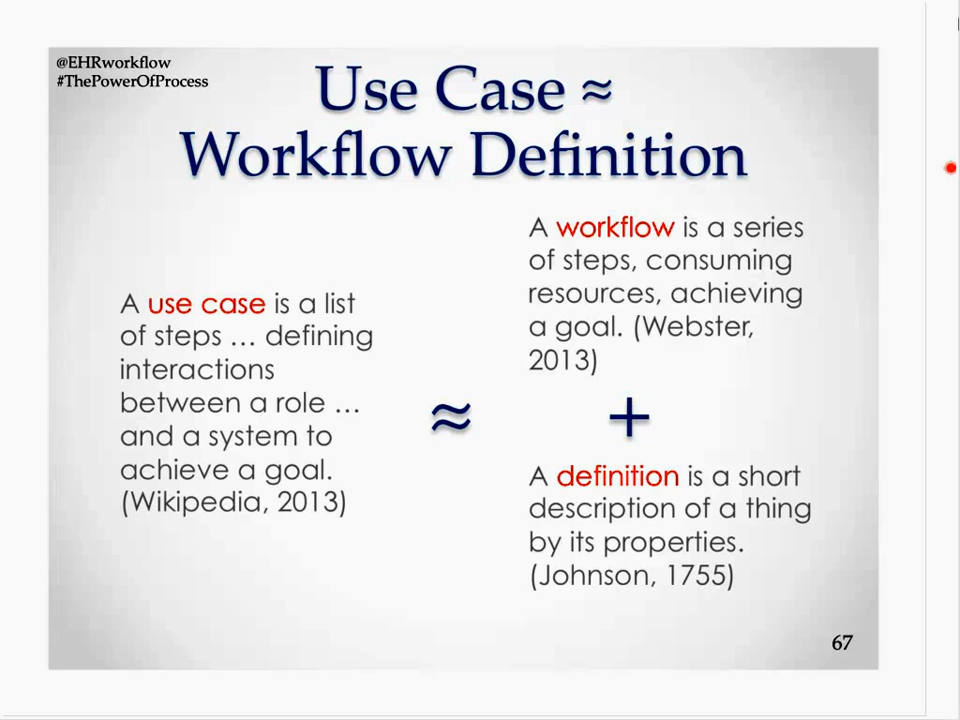 @EHRworkflow
#ThePowerOfProcess
Use Case ≈
Workflow Definition
A use case is a list
of steps … defining
interactions
between a role …
and a system to
achieve a goal.
(Wikipedia, 2013)
≈
A workflow is a series
of steps, consuming
resources, achieving
a goal. (Webster,
2013)
+
A definition is a short
description of a thing
by its properties.
(Johnson, 1755)
67